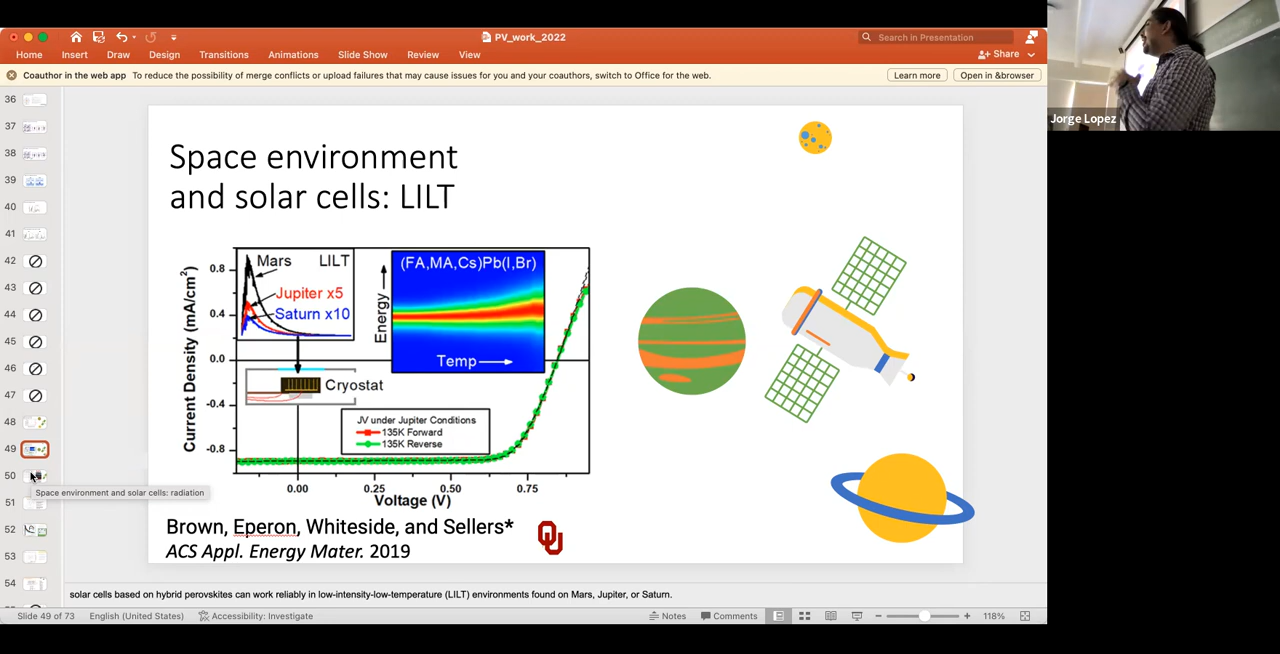 PV_work_2022
Search in Presentation
Home Insert Draw Design Transitions Animations Slide Show Review View
Share
Coauthor in the web app To reduce the possibility of merge conflicts or upload failures that may cause issues for you and your coauthors, switch to Office for the web.
Learn more
Open in &browser
Jorge Lopez
36
37
38
39
40
41
42
43
44
45
46
47
48
49
50
51
52
53
54
Space environment and solar cells: radiation
Space environment
and solar cells: LILT
Current Density (mA/cm²)
0.8
0.4
0.0
-0.4
-0.8
Mars LILT
Jupiter x5
Saturn x10
Cryostat
(FA,MA,Cs)Pb(I,Br)
Energy
Temp
JV under Jupiter Conditions
135K Forward
135K Reverse
0.00 0.25 0.50 0.75
Voltage (V)
Brown, Eperon, Whiteside, and Sellers*
ACS Appl. Energy Mater. 2019
OU
solar cells based on hybrid perovskites can work reliably in low-intensity-low-temperature (LILT) environments found on Mars, Jupiter, or Saturn.
Slide 49 of 73 English (United States) Accessibility: Investigate
Notes Comments 118%